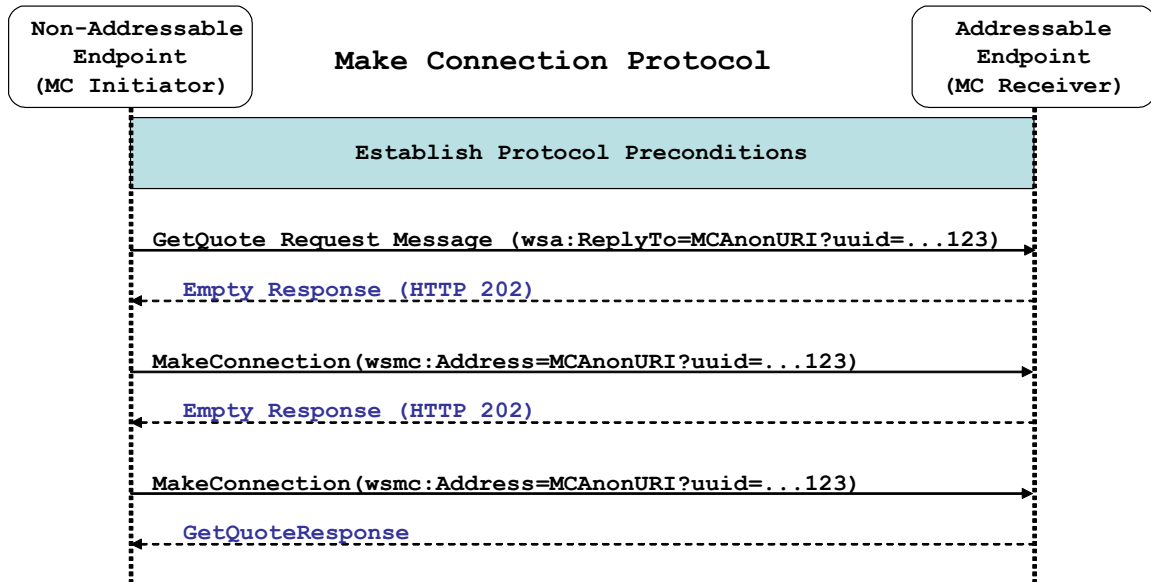 Non-Addressable
Endpoint
(MC Initiator)
Make Connection Protocol
Addressable
Endpoint
(MC Receiver)
Establish Protocol Preconditions
GetQuote Request Message (wsa:ReplyTo=MCAnonURI?uuid=...123)
Empty Response (HTTP 202)
MakeConnection(wsmc:Address=MCAnonURI?uuid=...123)
Empty Response (HTTP 202)
MakeConnection(wsmc:Address=MCAnonURI?uuid=...123)
GetQuoteResponse